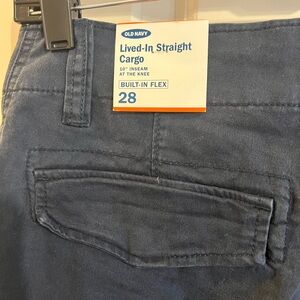 OLD NAVY
Lived-In Straight
Cargo
10" INSEAM
AT THE KNEE
BUILT-IN FLEX
28